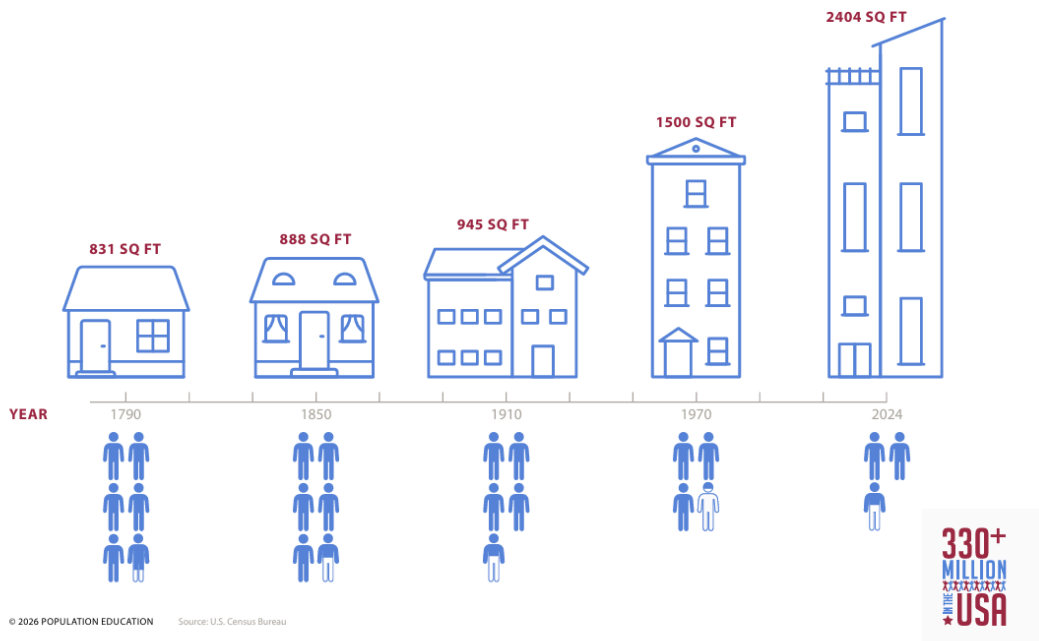 2404 SQ FT
1500 SQ FT
945 SQ FT
888 SQ FT
831 SQ FT
YEAR
1790
1850
1910
1970
2024
330+
MILLION
IN THE
USA
© 2026 POPULATION EDUCATION
Source: U.S. Census Bureau